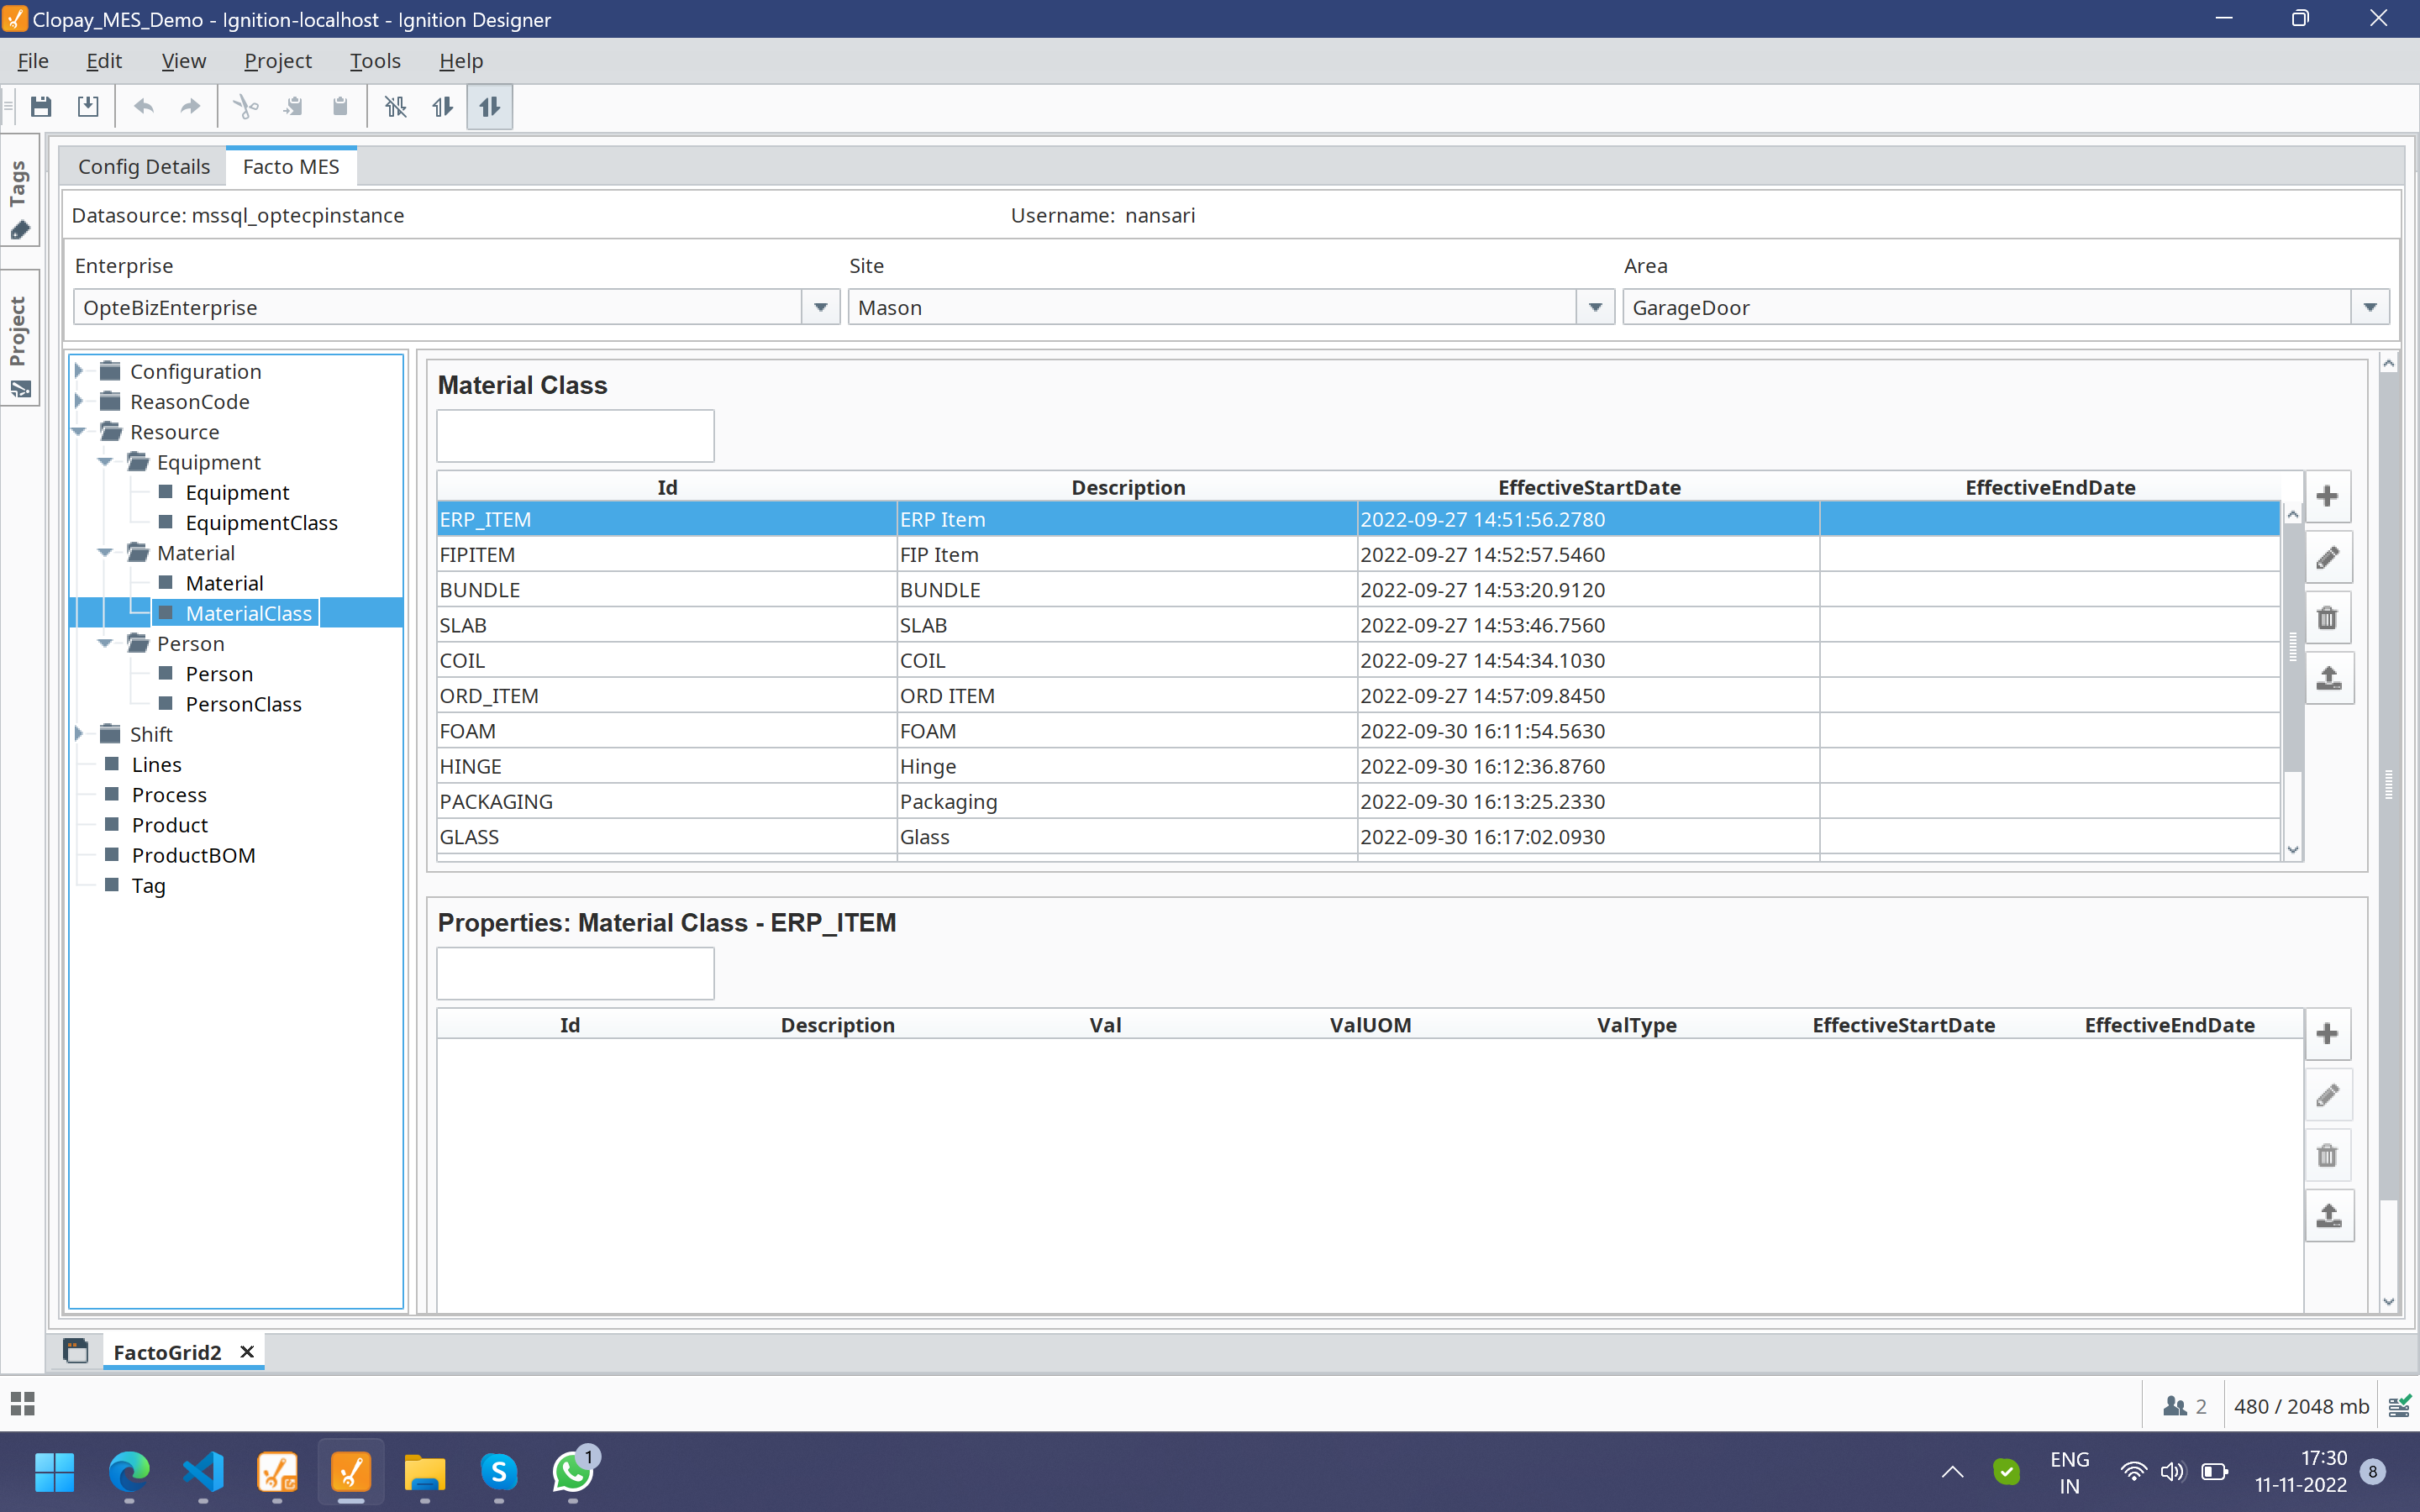 Clopay_MES_Demo - Ignition-localhost - Ignition Designer
File Edit View Project Tools Help
Tags
Project
Config Details Facto MES
Datasource: mssql_optecpinstance Username: nansari
Enterprise Site Area
OpteBizEnterprise Mason GarageDoor
Configuration
ReasonCode
Resource
Equipment
Equipment
EquipmentClass
Material
Material
MaterialClass
Person
Person
PersonClass
Shift
Lines
Process
Product
ProductBOM
Tag
Material Class
Id Description EffectiveStartDate EffectiveEndDate
ERP_ITEM ERP Item 2022-09-27 14:51:56.2780
FIPITEM FIP Item 2022-09-27 14:52:57.5460
BUNDLE BUNDLE 2022-09-27 14:53:20.9120
SLAB SLAB 2022-09-27 14:53:46.7560
COIL COIL 2022-09-27 14:54:34.1030
ORD_ITEM ORD ITEM 2022-09-27 14:57:09.8450
FOAM FOAM 2022-09-30 16:11:54.5630
HINGE Hinge 2022-09-30 16:12:36.8760
PACKAGING Packaging 2022-09-30 16:13:25.2330
GLASS Glass 2022-09-30 16:17:02.0930
Properties: Material Class - ERP_ITEM
Id Description Val ValUOM ValType EffectiveStartDate EffectiveEndDate
FactoGrid2
2 480 / 2048 mb
S
1
ENG
IN
17:30
11-11-2022
8